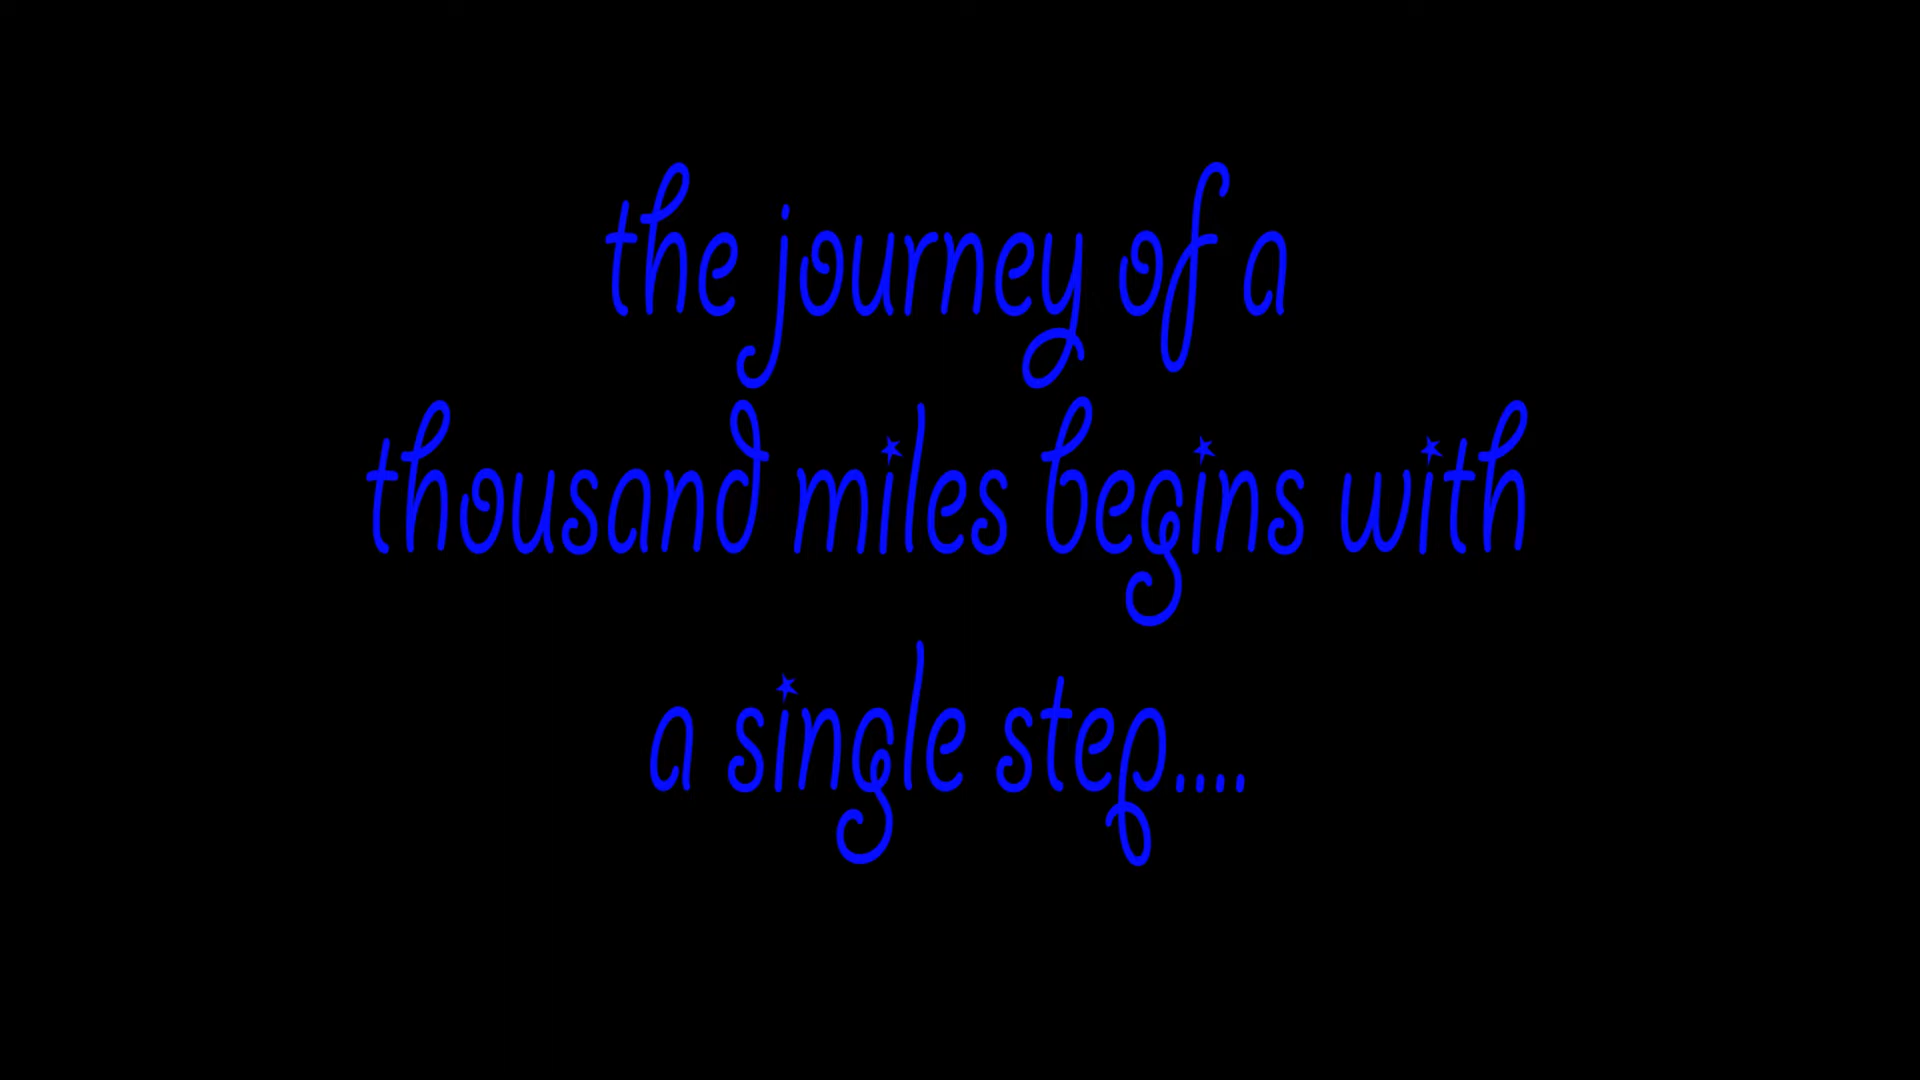 the journey of a
thousand miles begins with
a single step....